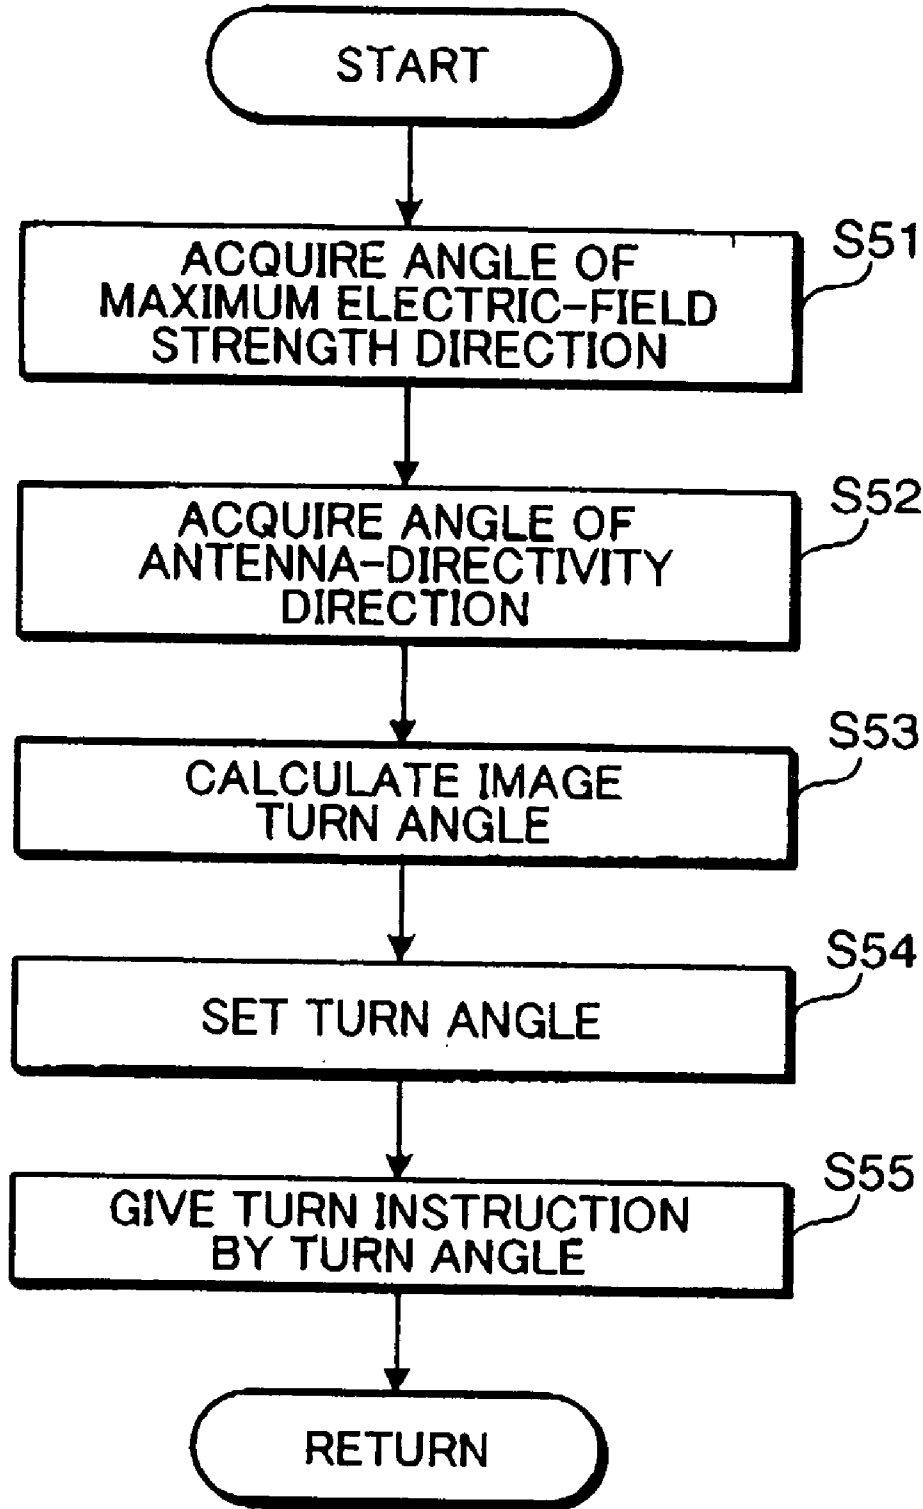 START
S51
ACQUIRE ANGLE OF
MAXIMUM ELECTRIC-FIELD
STRENGTH DIRECTION
S52
ACQUIRE ANGLE OF
ANTENNA-DIRECTIVITY
DIRECTION
S53
CALCULATE IMAGE
TURN ANGLE
S54
SET TURN ANGLE
S55
GIVE TURN INSTRUCTION
BY TURN ANGLE
RETURN